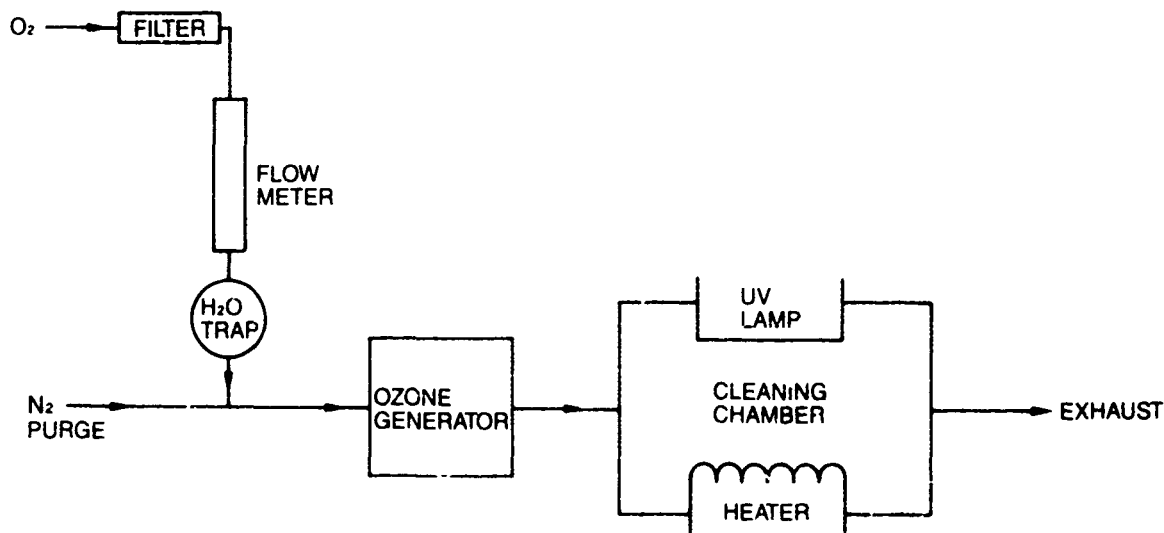 O₂
FILTER
FLOW
METER
H₂O
TRAP
N₂
PURGE
OZONE
GENERATOR
UV
LAMP
CLEANING
CHAMBER
HEATER
EXHAUST